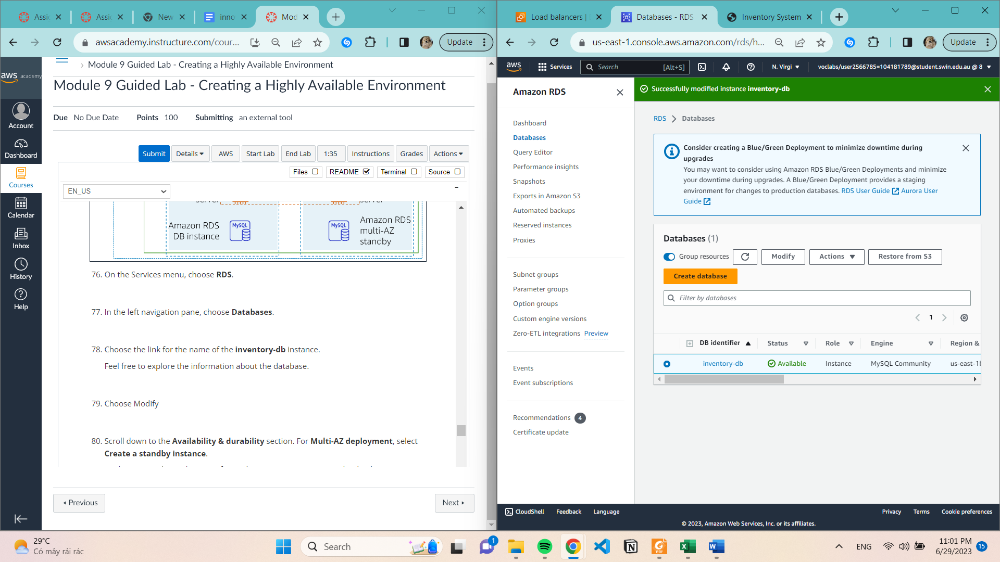 Assig
Assig
New
inno
Mod
awsacademy.instructure.com/cour...
Update
› Module 9 Guided Lab - Creating a Highly Available Environment
aws academy
Account
Dashboard
Courses
Calendar
Inbox
History
Help
Module 9 Guided Lab - Creating a Highly Available Environment
Due No Due Date Points 100 Submitting an external tool
Submit Details AWS Start Lab End Lab 1:35 Instructions Grades Actions
Files README Terminal Source
EN_US
server
server
Amazon RDS
DB instance
MySQL
MySQL
Amazon RDS
multi-AZ
standby
76. On the Services menu, choose RDS.
77. In the left navigation pane, choose Databases.
78. Choose the link for the name of the inventory-db instance.
Feel free to explore the information about the database.
79. Choose Modify
80. Scroll down to the Availability & durability section. For Multi-AZ deployment, select
Create a standby instance.
Previous
Next
Load balancers |
Databases - RDS
Inventory System
us-east-1.console.aws.amazon.com/rds/h...
Update
aws Services Search [Alt+S] N. Virgi voclabs/user2566785=104181789@student.swin.edu.au @ 8
Amazon RDS
Dashboard
Databases
Query Editor
Performance insights
Snapshots
Exports in Amazon S3
Automated backups
Reserved instances
Proxies
Subnet groups
Parameter groups
Option groups
Custom engine versions
Zero-ETL integrations Preview
Events
Event subscriptions
Recommendations 4
Certificate update
Successfully modified instance inventory-db
RDS Databases
Consider creating a Blue/Green Deployment to minimize downtime during
upgrades
You may want to consider using Amazon RDS Blue/Green Deployments and minimize
your downtime during upgrades. A Blue/Green Deployment provides a staging
environment for changes to production databases. RDS User Guide Aurora User
Guide
Databases (1)
Group resources Modify Actions Restore from S3
Create database
Filter by databases
1
DB identifier Status Role Engine Region &
inventory-db Available Instance MySQL Community us-east-1
CloudShell Feedback Language Privacy Terms Cookie preferences
© 2023, Amazon Web Services, Inc. or its affiliates.
29°C
Có mây rải rác
Search
1
ENG
11:01 PM
6/29/2023
15